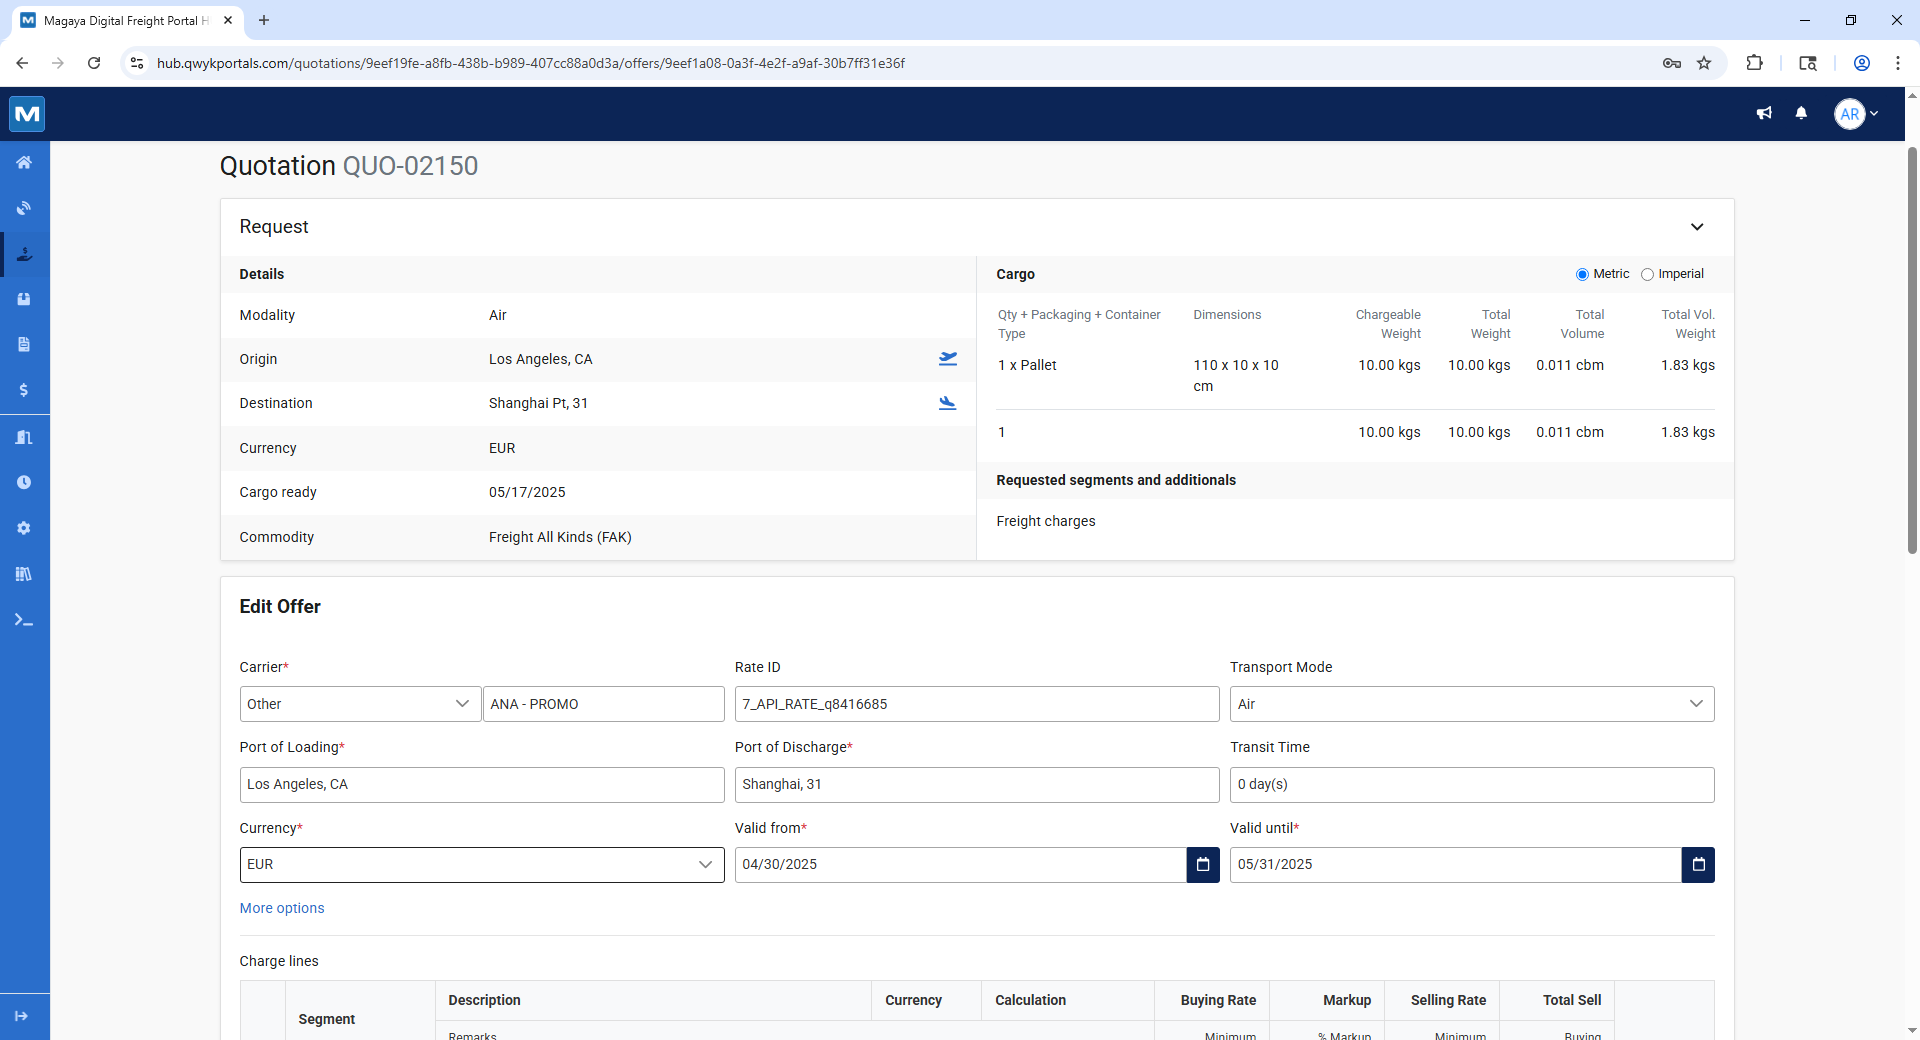 Magaya Digital Freight Portal H
hub.qwykportals.com/quotations/9eef19fe-a8fb-438b-b989-407cc88a0d3a/offers/9eef1a08-0a3f-4e2f-a9af-30b7ff31e36f
M
AR
Quotation QUO-02150
Request
Details
Modality Air
Origin Los Angeles, CA
Destination Shanghai Pt, 31
Currency EUR
Cargo ready 05/17/2025
Commodity Freight All Kinds (FAK)
Cargo Metric Imperial
Qty + Packaging + Container Type Dimensions Chargeable Weight Total Weight Total Volume Total Vol. Weight
1 x Pallet 110 x 10 x 10 cm 10.00 kgs 10.00 kgs 0.011 cbm 1.83 kgs
1 10.00 kgs 10.00 kgs 0.011 cbm 1.83 kgs
Requested segments and additionals
Freight charges
Edit Offer
Carrier* Rate ID Transport Mode
Other ANA - PROMO 7_API_RATE_q8416685 Air
Port of Loading* Port of Discharge* Transit Time
Los Angeles, CA Shanghai, 31 0 day(s)
Currency* Valid from* Valid until*
EUR 04/30/2025 05/31/2025
More options
Charge lines
Segment Description Currency Calculation Buying Rate Markup Selling Rate Total Sell
Remarks Minimum % Markup Minimum Buying